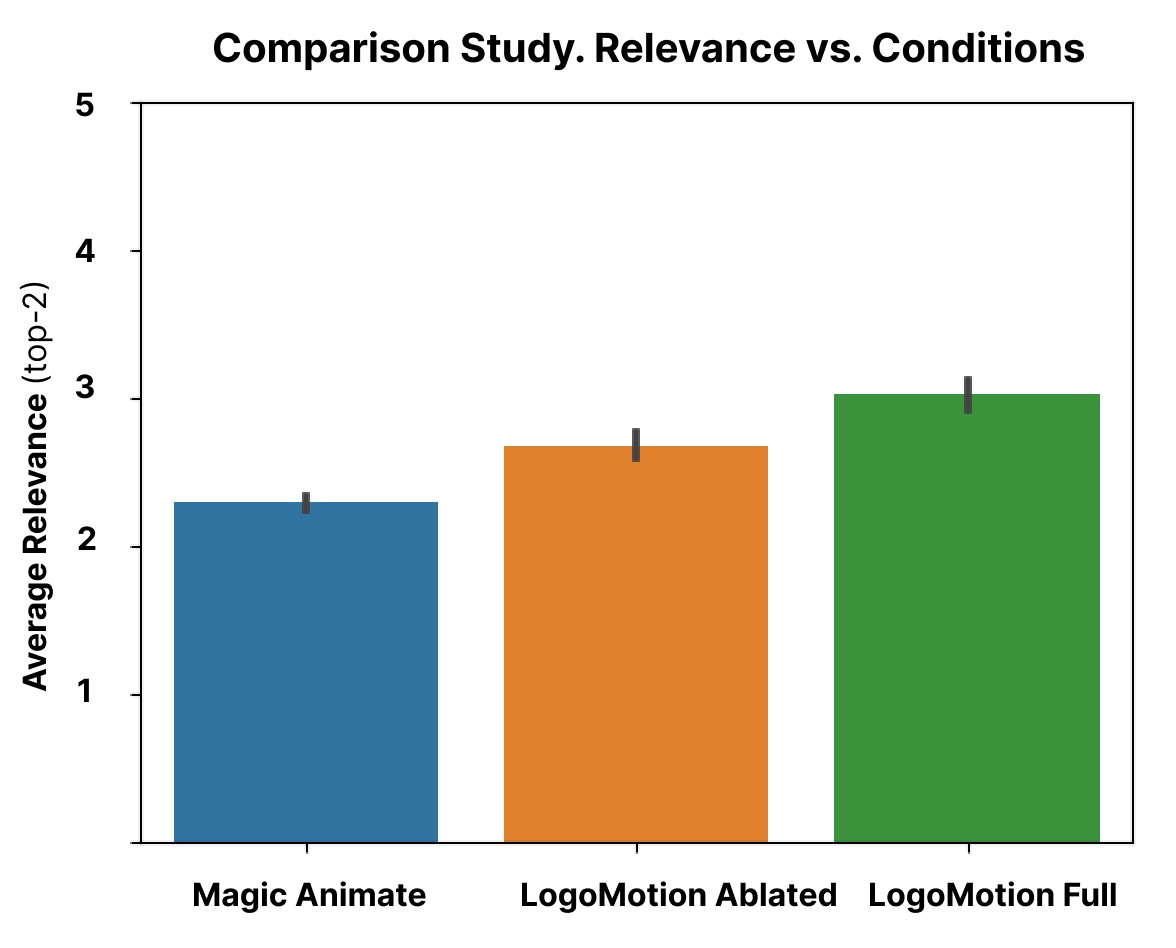 Comparison Study. Relevance vs. Conditions
5
4
3
2
1
Average Relevance (top-2)
Magic Animate
LogoMotion Ablated
LogoMotion Full